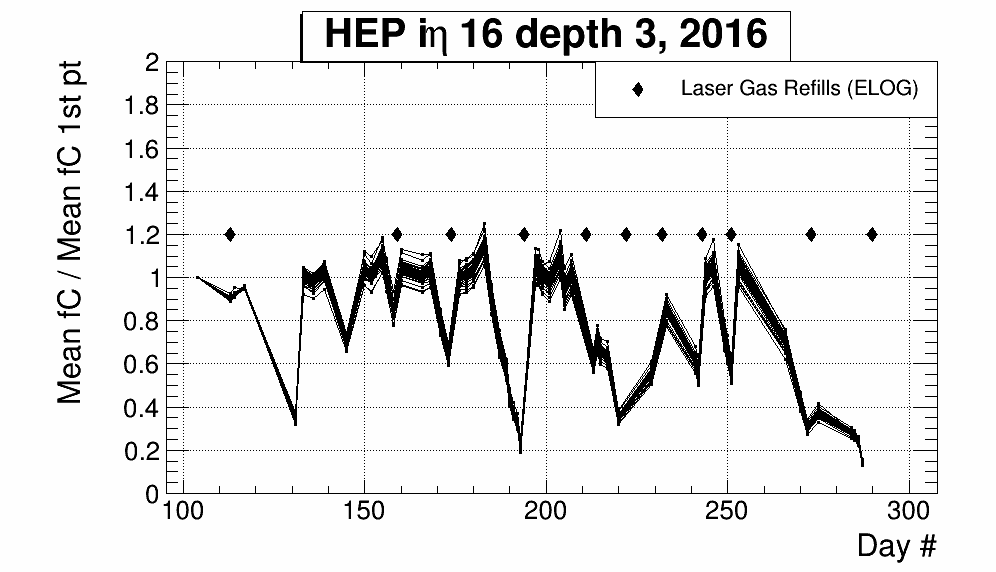 HEP iη 16 depth 3, 2016
Laser Gas Refills (ELOG)
Mean fC / Mean fC 1st pt
2
1.8
1.6
1.4
1.2
1
0.8
0.6
0.4
0.2
0
100 150 200 250 300
Day #